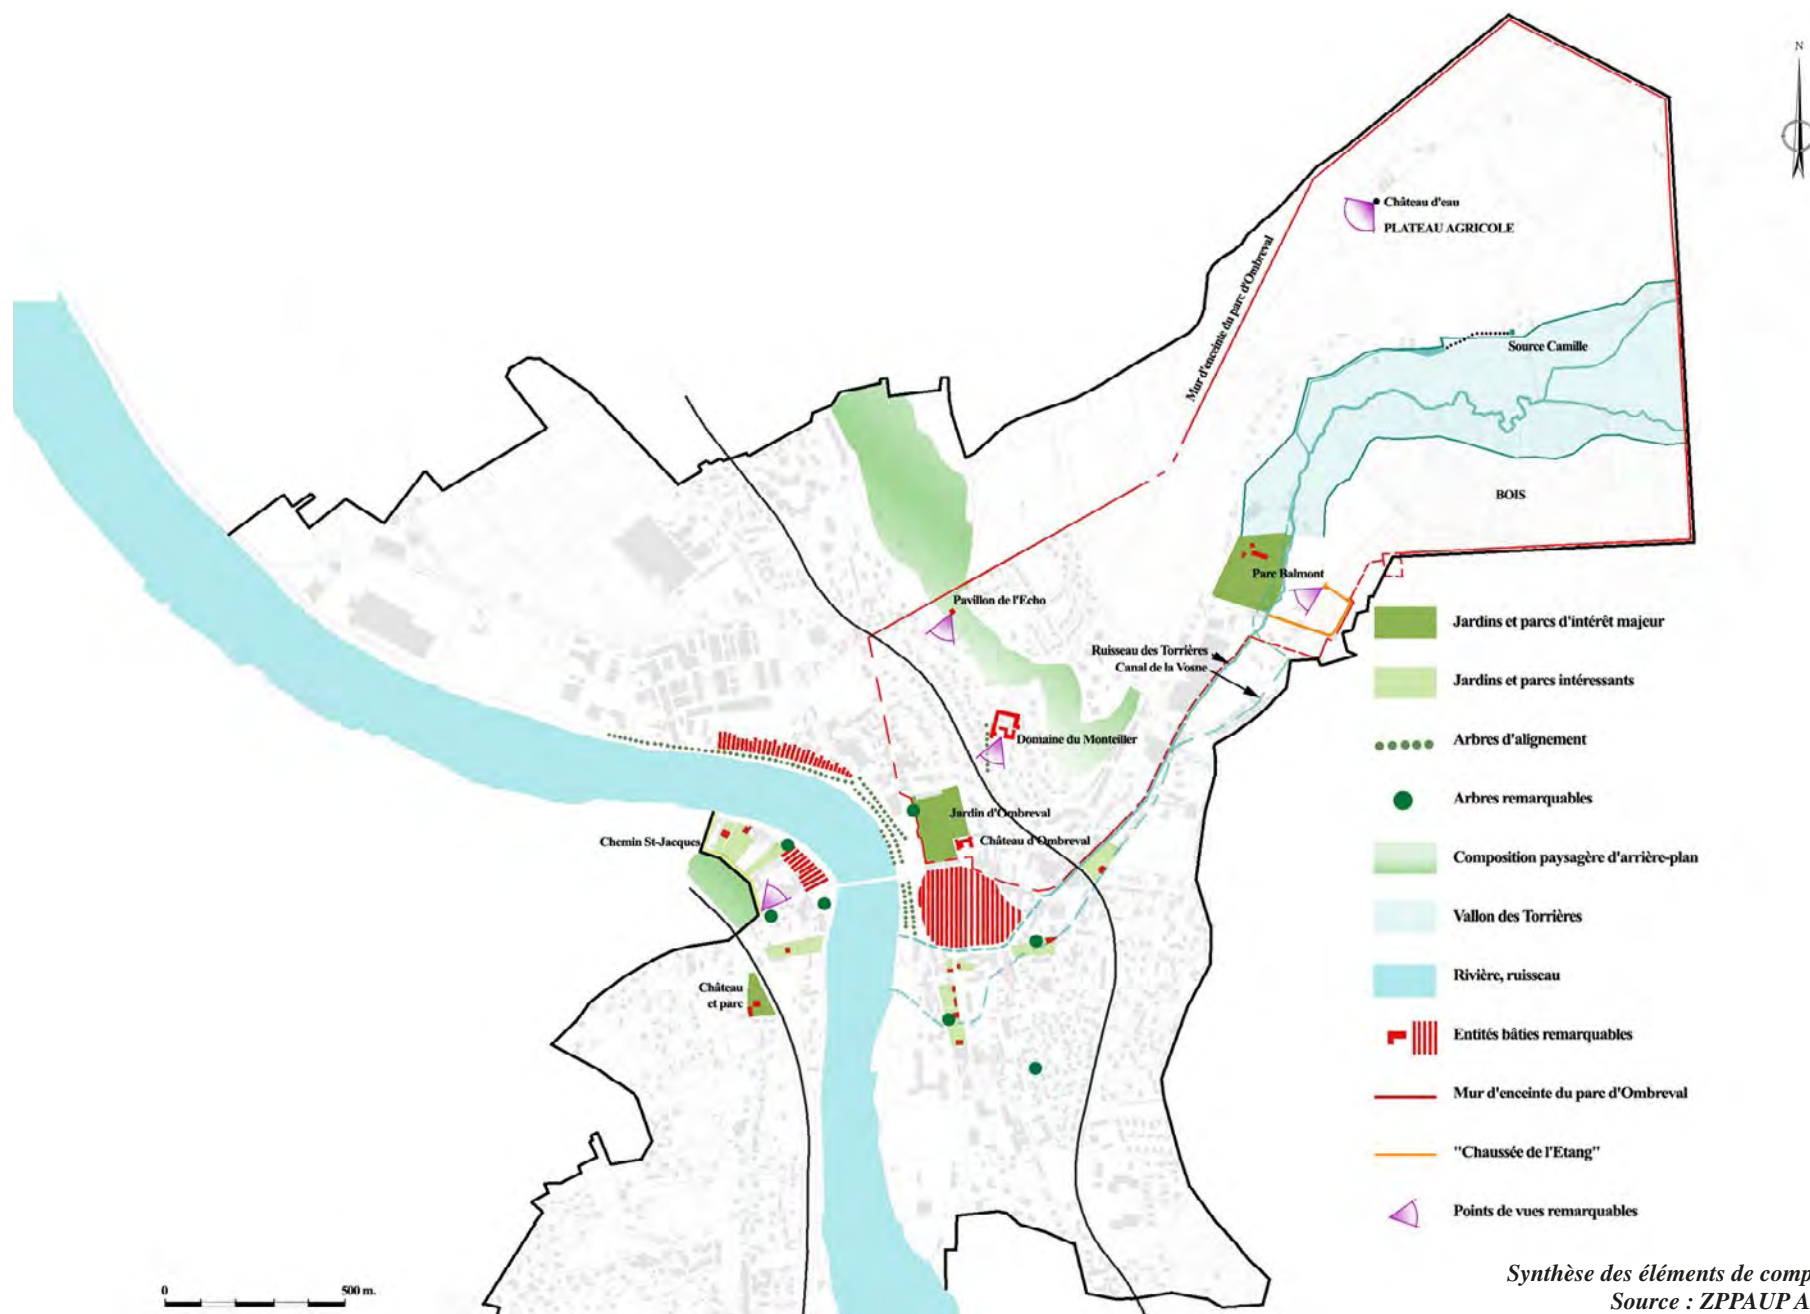 N
Château d'eau
PLATEAU AGRICOLE
Mur d'enceinte du parc d'Ombreval
Source Camille
BOIS
Parc Balmont
Pavillon de l'Echo
Ruisseau des Torrières
Canal de la Vosne
Domaine du Monteiller
Jardin d'Ombreval
Château d'Ombreval
Chemin St-Jacques
Château
et parc
Jardins et parcs d'intérêt majeur
Jardins et parcs intéressants
Arbres d'alignement
Arbres remarquables
Composition paysagère d'arrière-plan
Vallon des Torrières
Rivière, ruisseau
Entités bâties remarquables
Mur d'enceinte du parc d'Ombreval
"Chaussée de l'Etang"
Points de vues remarquables
0 500 m.
Synthèse des éléments de comp
Source : ZPPAUP A